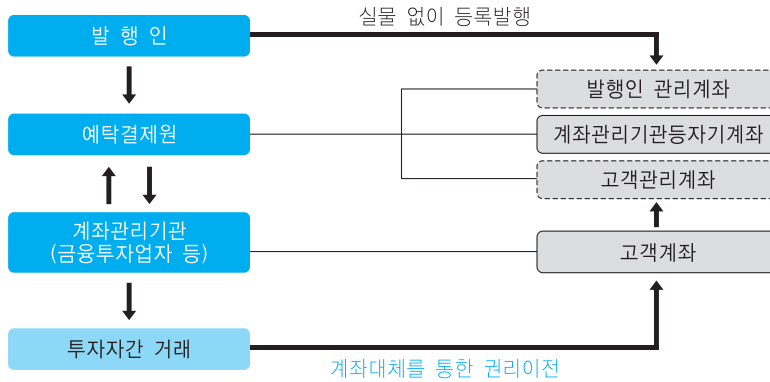 실물 없이 등록발행
발 행 인
발행인 관리계좌
예탁결제원
계좌관리기관등자기계좌
고객관리계좌
계좌관리기관
(금융투자업자 등)
고객계좌
투자자간 거래
계좌대체를 통한 권리이전